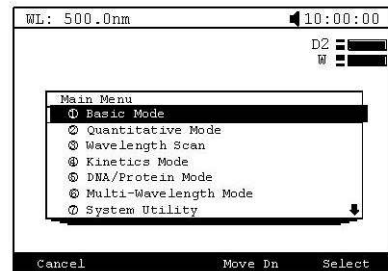 WL: 500.0nm 10:00:00
D2
W
Main Menu
① Basic Mode
② Quantitative Mode
③ Wavelength Scan
④ Kinetics Mode
⑤ DNA/Protein Mode
⑥ Multi-Wavelength Mode
⑦ System Utility
Cancel Move Dn Select